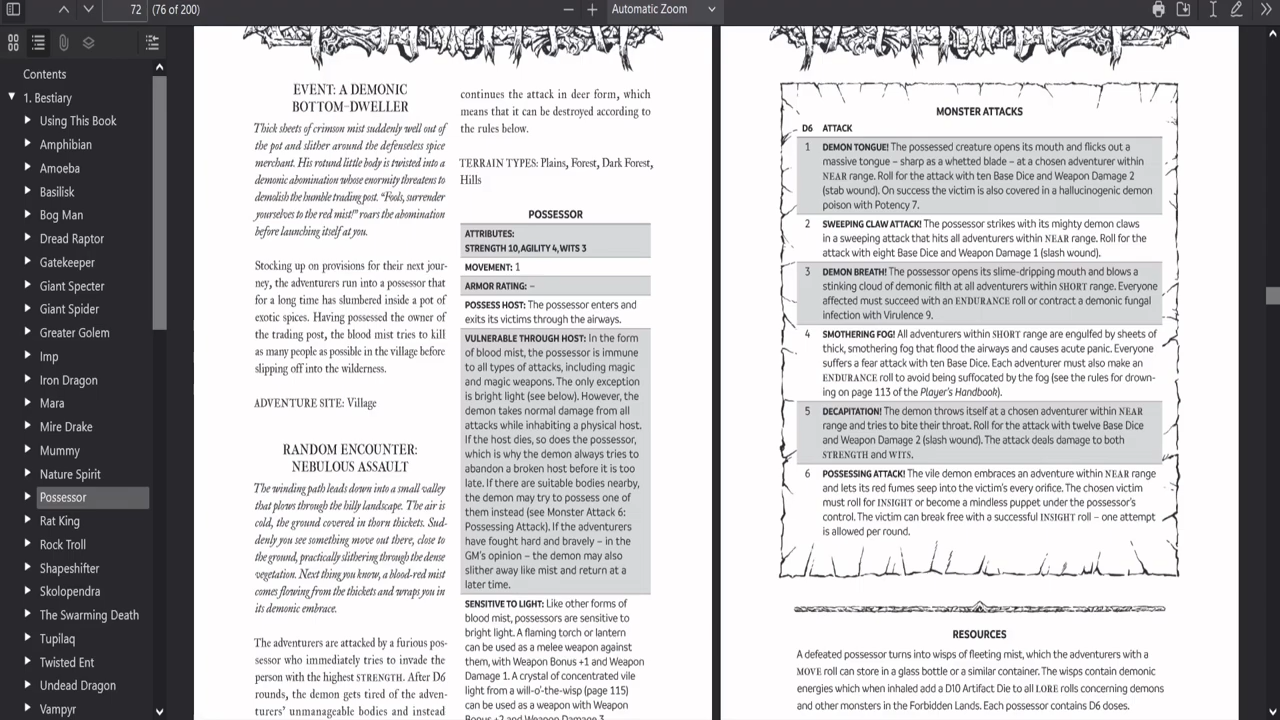 72
(76 of 200)
Automatic Zoom
Contents
1. Bestiary
Using This Book
Amphibian
Amoeba
Basilisk
Bog Man
Dread Raptor
Gatekeeper
Giant Specter
Giant Spider
Greater Golem
Imp
Iron Dragon
Mara
Mire Drake
Mummy
Nature Spirit
Possessor
Rat King
Rock Troll
Shapeshifter
Skolopendra
The Swarming Death
Tupilaq
Twisted Ent
Undead Dragon
Vampyr
EVENT: A DEMONIC
BOTTOM-DWELLER
Thick sheets of crimson mist suddenly well out of
the pot and slither around the defenseless spice
merchant. His rotund little body is twisted into a
demonic abomination whose enormity threatens to
demolish the humble trading post. “Fools, surrender
yourselves to the red mist!” roars the abomination
before launching itself at you.
Stocking up on provisions for their next jour-
ney, the adventurers run into a possessor that
for a long time has slumbered inside a pot of
exotic spices. Having possessed the owner of
the trading post, the blood mist tries to kill
as many people as possible in the village before
slipping off into the wilderness.
ADVENTURE SITE: Village
RANDOM ENCOUNTER:
NEBULOUS ASSAULT
The winding path leads down into a small valley
that plows through the hilly landscape. The air is
cold, the ground covered in thorn thickets. Sud-
denly you see something move out there, close to
the ground, practically slithering through the dense
vegetation. Next thing you know, a blood-red mist
comes flowing from the thickets and wraps you in
its demonic embrace.
The adventurers are attacked by a furious pos-
sessor who immediately tries to invade the
person with the highest STRENGTH. After D6
rounds, the demon gets tired of the adven-
turers’ unmanageable bodies and instead
continues the attack in deer form, which
means that it can be destroyed according to
the rules below.
TERRAIN TYPES: Plains, Forest, Dark Forest,
Hills
POSSESSOR
ATTRIBUTES:
STRENGTH 10, AGILITY 4, WITS 3
MOVEMENT: 1
ARMOR RATING: –
POSSESS HOST: The possessor enters and
exits its victims through the airways.
VULNERABLE THROUGH HOST: In the form
of blood mist, the possessor is immune
to all types of attacks, including magic
and magic weapons. The only exception
is bright light (see below). However, the
demon takes normal damage from all
attacks while inhabiting a physical host.
If the host dies, so does the possessor,
which is why the demon always tries to
abandon a broken host before it is too
late. If there are suitable bodies nearby,
the demon may try to possess one of
them instead (see Monster Attack 6:
Possessing Attack). If the adventurers
have fought hard and bravely – in the
GM’s opinion – the demon may also
slither away like mist and return at a
later time.
SENSITIVE TO LIGHT: Like other forms of
blood mist, possessors are sensitive to
bright light. A flaming torch or lantern
can be used as a melee weapon against
them, with Weapon Bonus +1 and Weapon
Damage 1. A crystal of concentrated vile
light from a will-o’-the-wisp (page 115)
can be used as a weapon with Weapon
Bonus +2 and Weapon Damage 3.
MONSTER ATTACKS
D6 ATTACK
1 DEMON TONGUE! The possessed creature opens its mouth and flicks out a
massive tongue – sharp as a whetted blade – at a chosen adventurer within
NEAR range. Roll for the attack with ten Base Dice and Weapon Damage 2
(stab wound). On success the victim is also covered in a hallucinogenic demon
poison with Potency 7.
2 SWEEPING CLAW ATTACK! The possessor strikes with its mighty demon claws
in a sweeping attack that hits all adventurers within NEAR range. Roll for the
attack with eight Base Dice and Weapon Damage 1 (slash wound).
3 DEMON BREATH! The possessor opens its slime-dripping mouth and blows a
stinking cloud of demonic filth at all adventurers within SHORT range. Everyone
affected must succeed with an ENDURANCE roll or contract a demonic fungal
infection with Virulence 9.
4 SMOTHERING FOG! All adventurers within SHORT range are engulfed by sheets of
thick, smothering fog that flood the airways and causes acute panic. Everyone
suffers a fear attack with ten Base Dice. Each adventurer must also make an
ENDURANCE roll to avoid being suffocated by the fog (see the rules for drown-
ing on page 113 of the Player’s Handbook).
5 DECAPITATION! The demon throws itself at a chosen adventurer within NEAR
range and tries to bite their throat. Roll for the attack with twelve Base Dice
and Weapon Damage 2 (slash wound). The attack deals damage to both
STRENGTH and WITS.
6 POSSESSING ATTACK! The vile demon embraces an adventure within NEAR range
and lets its red fumes seep into the victim’s every orifice. The chosen victim
must roll for INSIGHT or become a mindless puppet under the possessor’s
control. The victim can break free with a successful INSIGHT roll – one attempt
is allowed per round.
RESOURCES
A defeated possessor turns into wisps of fleeting mist, which the adventurers with a
MOVE roll can store in a glass bottle or a similar container. The wisps contain demonic
energies which when inhaled add a D10 Artifact Die to all LORE rolls concerning demons
and other monsters in the Forbidden Lands. Each possessor contains D6 doses.